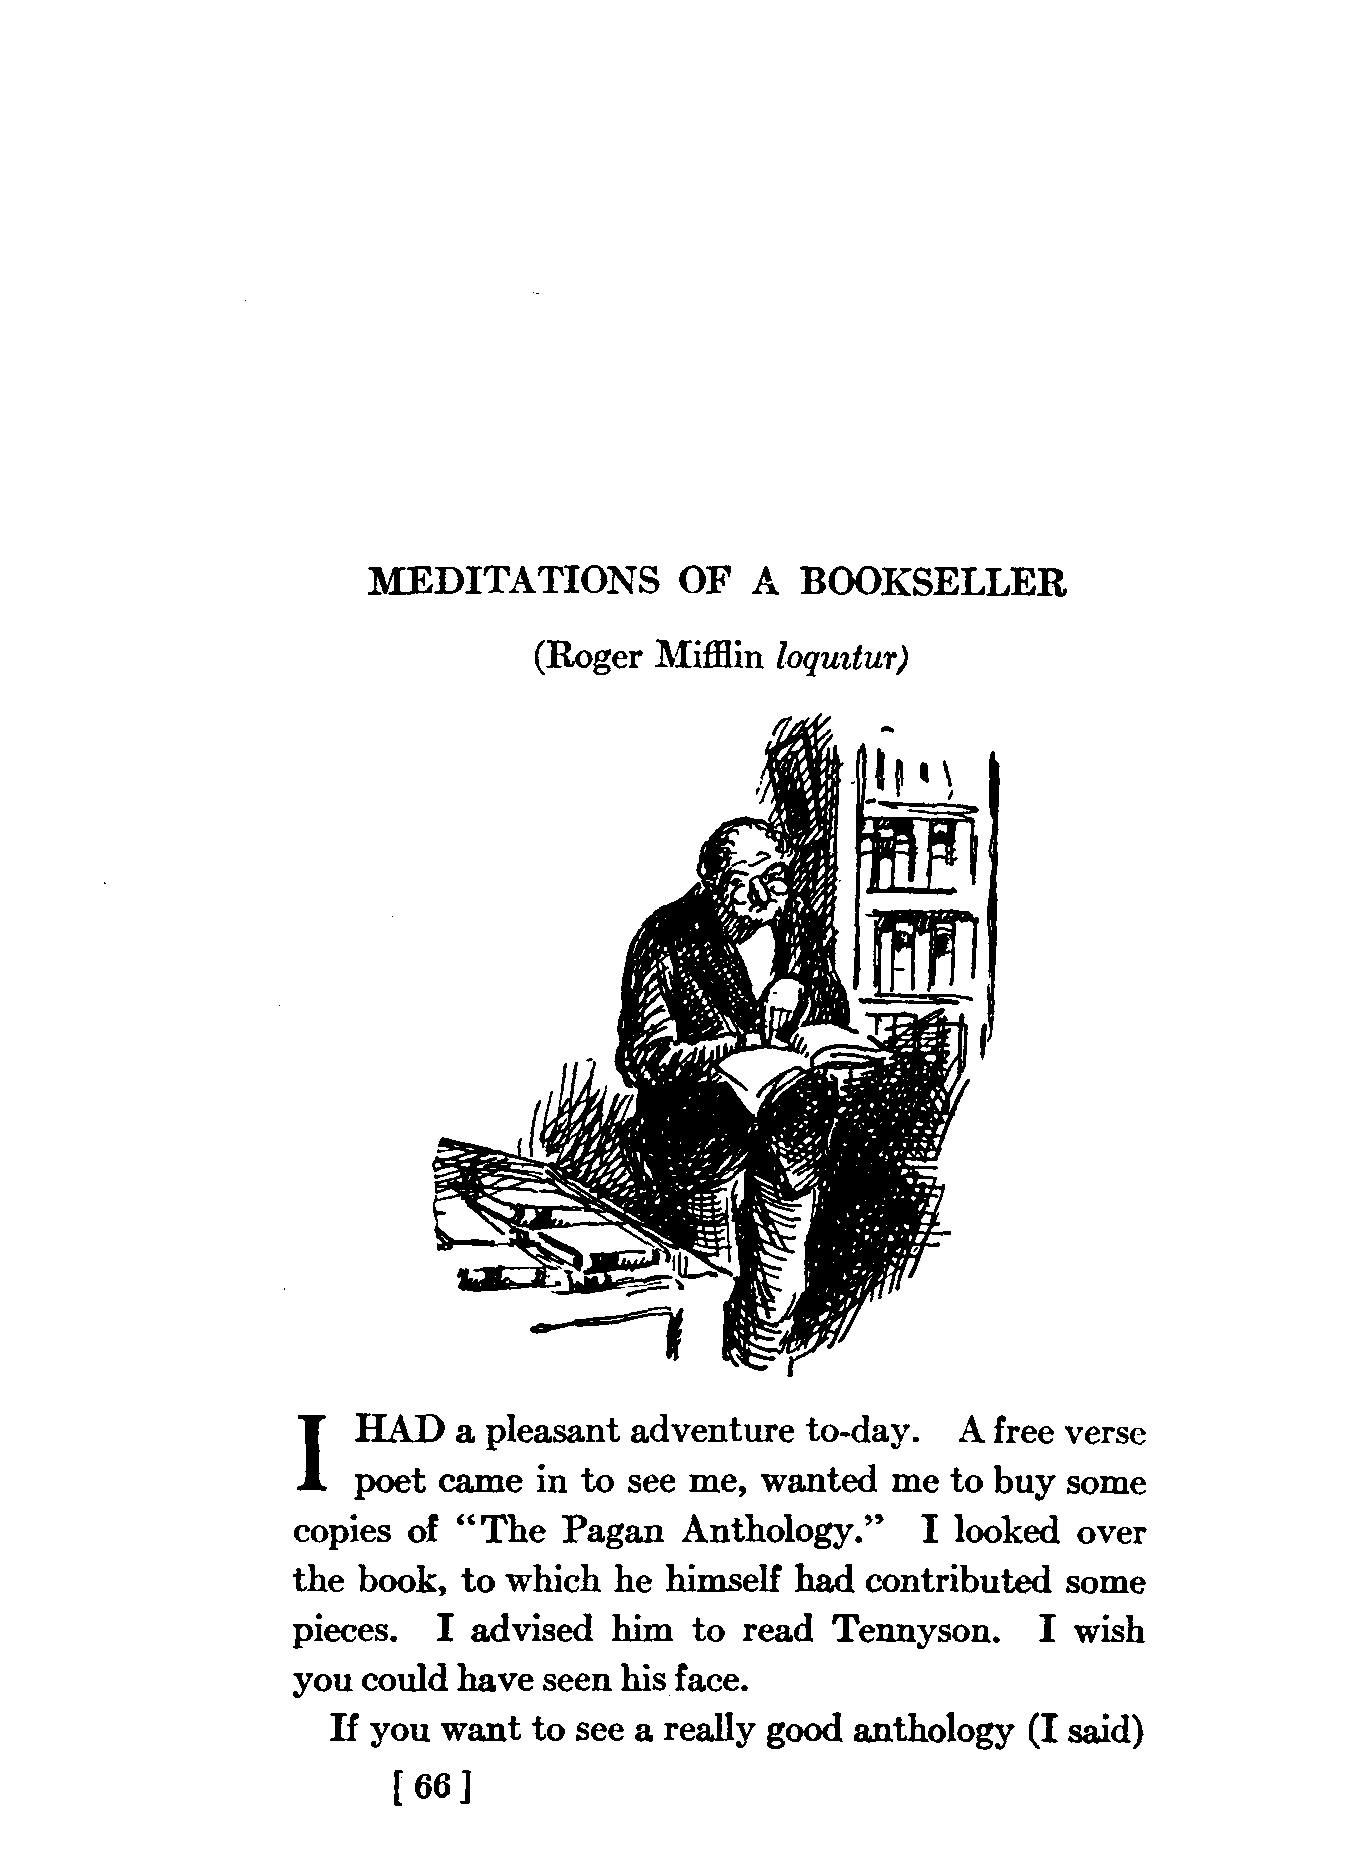 MEDITATIONS OF A BOOKSELLER
(Roger Mifflin loquitur)
I HAD a pleasant adventure to-day. A free verse
poet came in to see me, wanted me to buy some
copies of “The Pagan Anthology.” I looked over
the book, to which he himself had contributed some
pieces. I advised him to read Tennyson. I wish
you could have seen his face.
If you want to see a really good anthology (I said)
[ 66 ]